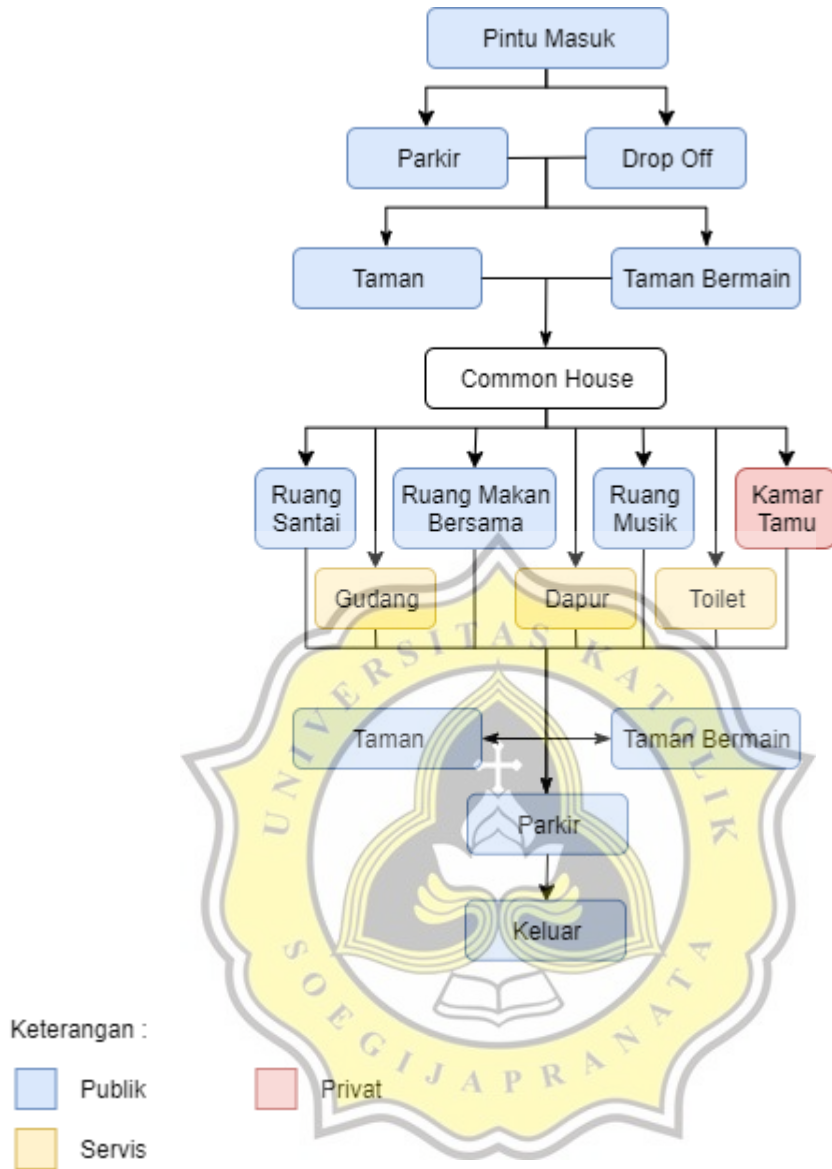 Pintu Masuk
Parkir
Drop Off
Taman
Taman Bermain
Common House
Ruang
Santai
Ruang Makan
Bersama
Ruang
Musik
Kamar
Tamu
Gudang
Dapur
Toilet
UNIVERSITAS KATOLIK
Taman
Taman Bermain
Parkir
Keluar
SOEGIJAPRANATA
Keterangan :
Publik
Privat
Servis